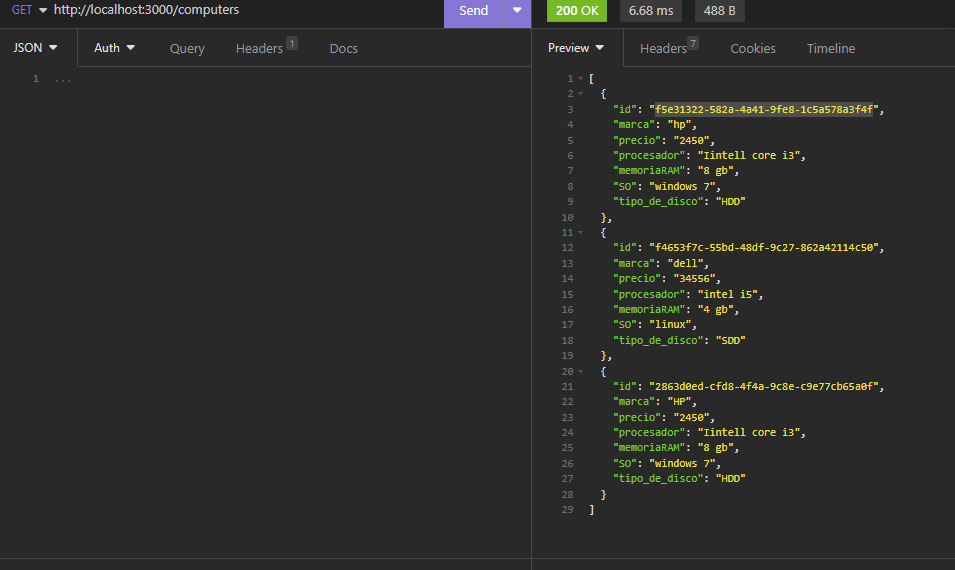 GET http://localhost:3000/computers Send 200 OK 6.68 ms 488 B
JSON Auth Query Headers 1 Docs Preview Headers 7 Cookies Timeline
1 ...
1 [
2 {
3 "id": "f5e31322-582a-4a41-9fe8-1c5a578a3f4f",
4 "marca": "hp",
5 "precio": "2450",
6 "procesador": "Iintell core i3",
7 "memoriaRAM": "8 gb",
8 "SO": "windows 7",
9 "tipo_de_disco": "HDD"
10 },
11 {
12 "id": "f4653f7c-55bd-48df-9c27-862a42114c50",
13 "marca": "dell",
14 "precio": "34556",
15 "procesador": "intel i5",
16 "memoriaRAM": "4 gb",
17 "SO": "linux",
18 "tipo_de_disco": "SDD"
19 },
20 {
21 "id": "2863d0ed-cfd8-4f4a-9c8e-c9e77cb65a0f",
22 "marca": "HP",
23 "precio": "2450",
24 "procesador": "Iintell core i3",
25 "memoriaRAM": "8 gb",
26 "SO": "windows 7",
27 "tipo_de_disco": "HDD"
28 }
29 ]